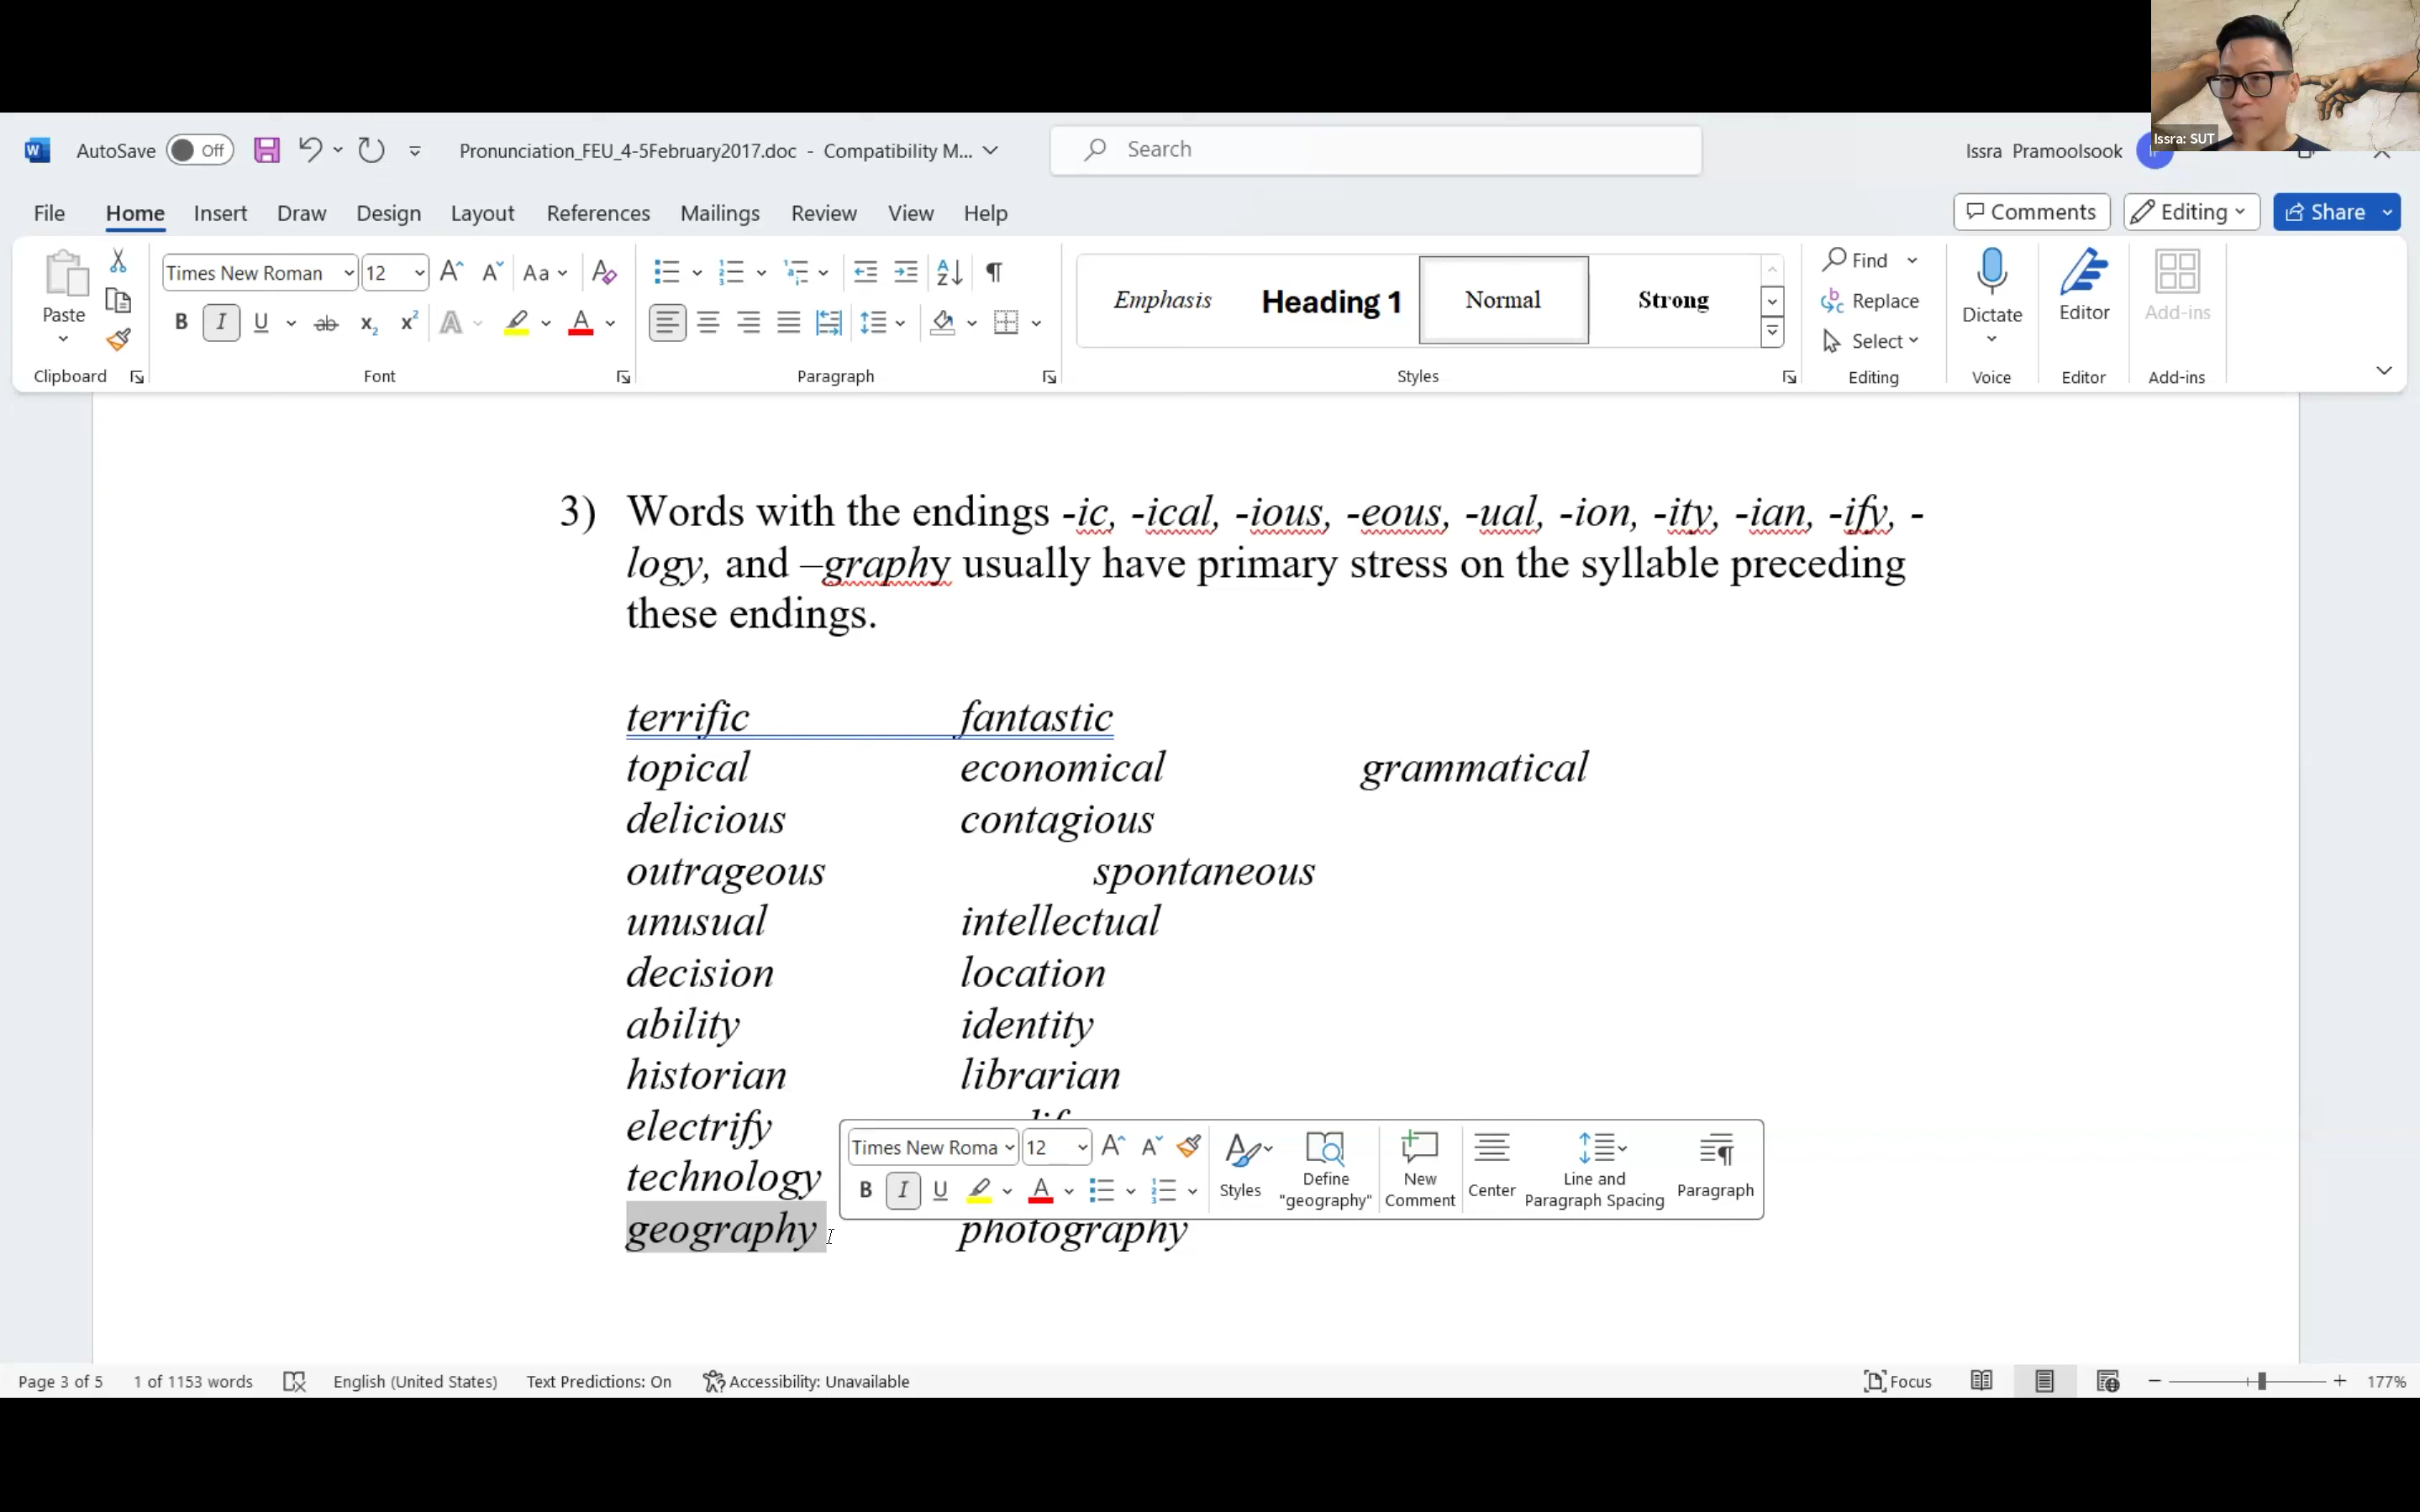 Issra: SUT
AutoSave Off Pronunciation_FEU_4-5February2017.doc - Compatibility M... Search Issra Pramoolsook
File Home Insert Draw Design Layout References Mailings Review View Help Comments Editing Share
Times New Roman 12 Aa Emphasis Heading 1 Normal Strong Find
Paste Replace Dictate Editor Add-ins
B I U ab x₂ x² A A Select
Clipboard Font Paragraph Styles Editing Voice Editor Add-ins
3) Words with the endings -ic, -ical, -ious, -eous, -ual, -ion, -ity, -ian, -ify, -
logy, and –graphy usually have primary stress on the syllable preceding
these endings.
terrific fantastic
topical economical grammatical
delicious contagious
outrageous spontaneous
unusual intellectual
decision location
ability identity
historian librarian
electrify
technology
geography photography
Times New Roma 12
B I U A Styles Define "geography" New Comment Center Line and Paragraph Spacing Paragraph
Page 3 of 5 1 of 1153 words English (United States) Text Predictions: On Accessibility: Unavailable Focus 177%